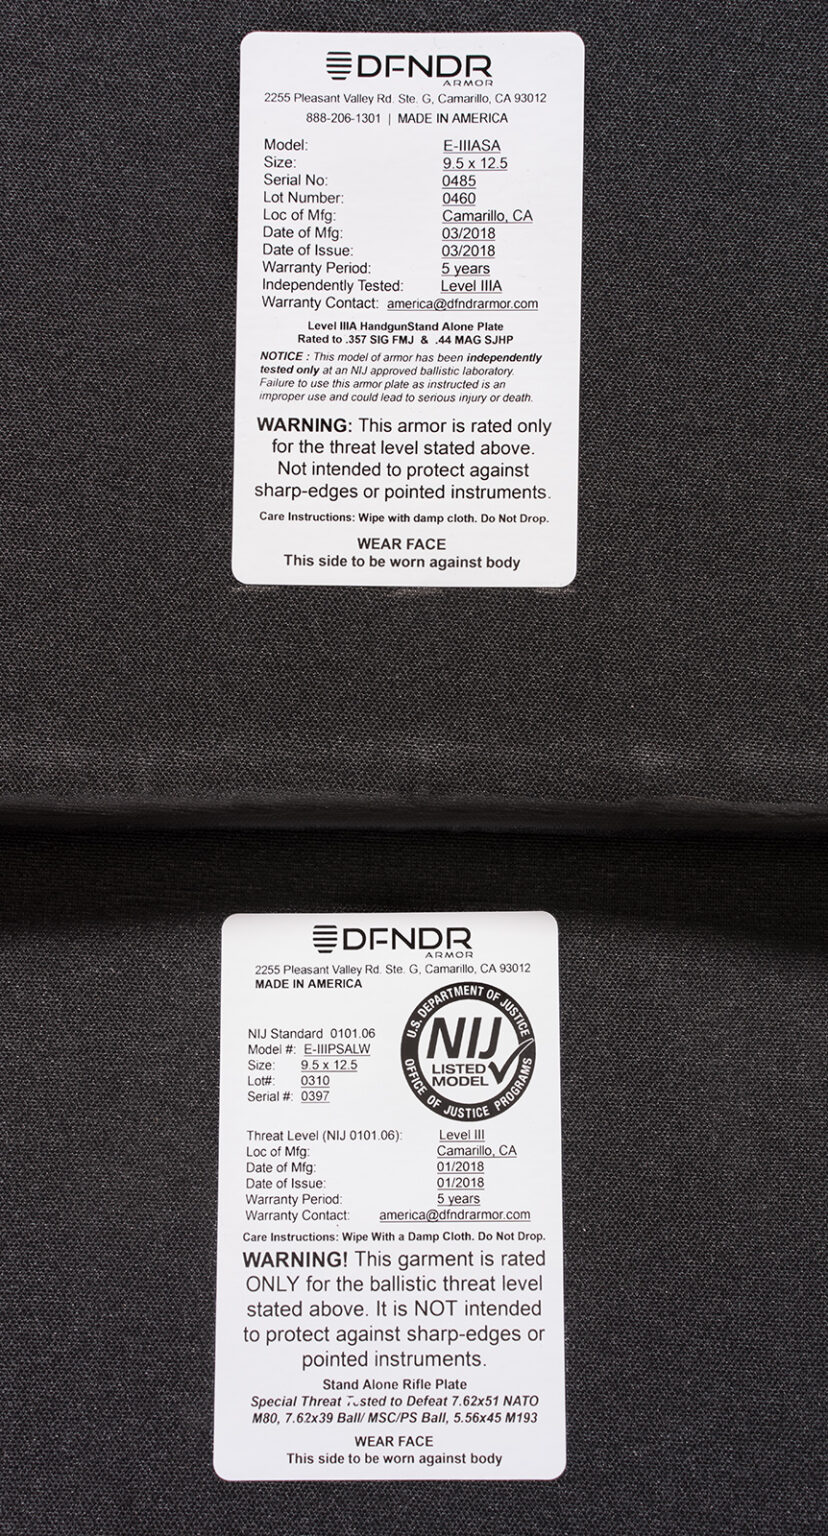 DFNDR
ARMOR
2255 Pleasant Valley Rd. Ste. G, Camarillo, CA 93012
888-206-1301 | MADE IN AMERICA
Model: E-IIIASA
Size: 9.5 x 12.5
Serial No: 0485
Lot Number: 0460
Loc of Mfg: Camarillo, CA
Date of Mfg: 03/2018
Date of Issue: 03/2018
Warranty Period: 5 years
Independently Tested: Level IIIA
Warranty Contact: america@dfndrarmor.com
Level IIIA HandgunStand Alone Plate
Rated to .357 SIG FMJ & .44 MAG SJHP
NOTICE : This model of armor has been independently
tested only at an NIJ approved ballistic laboratory.
Failure to use this armor plate as instructed is an
improper use and could lead to serious injury or death.
WARNING: This armor is rated only
for the threat level stated above.
Not intended to protect against
sharp-edges or pointed instruments.
Care Instructions: Wipe with damp cloth. Do Not Drop.
WEAR FACE
This side to be worn against body
DFNDR
ARMOR
2255 Pleasant Valley Rd. Ste. G, Camarillo, CA 93012
MADE IN AMERICA
U.S. DEPARTMENT OF JUSTICE
NIJ
LISTED
MODEL
OFFICE OF JUSTICE PROGRAMS
NIJ Standard 0101.06
Model #: E-IIIPSALW
Size: 9.5 x 12.5
Lot#: 0310
Serial #: 0397
Threat Level (NIJ 0101.06): Level III
Loc of Mfg: Camarillo, CA
Date of Mfg: 01/2018
Date of Issue: 01/2018
Warranty Period: 5 years
Warranty Contact: america@dfndrarmor.com
Care Instructions: Wipe With a Damp Cloth. Do Not Drop.
WARNING! This garment is rated
ONLY for the ballistic threat level
stated above. It is NOT intended
to protect against sharp-edges or
pointed instruments.
Stand Alone Rifle Plate
Special Threat Tested to Defeat 7.62x51 NATO
M80, 7.62x39 Ball/ MSC/PS Ball, 5.56x45 M193
WEAR FACE
This side to be worn against body